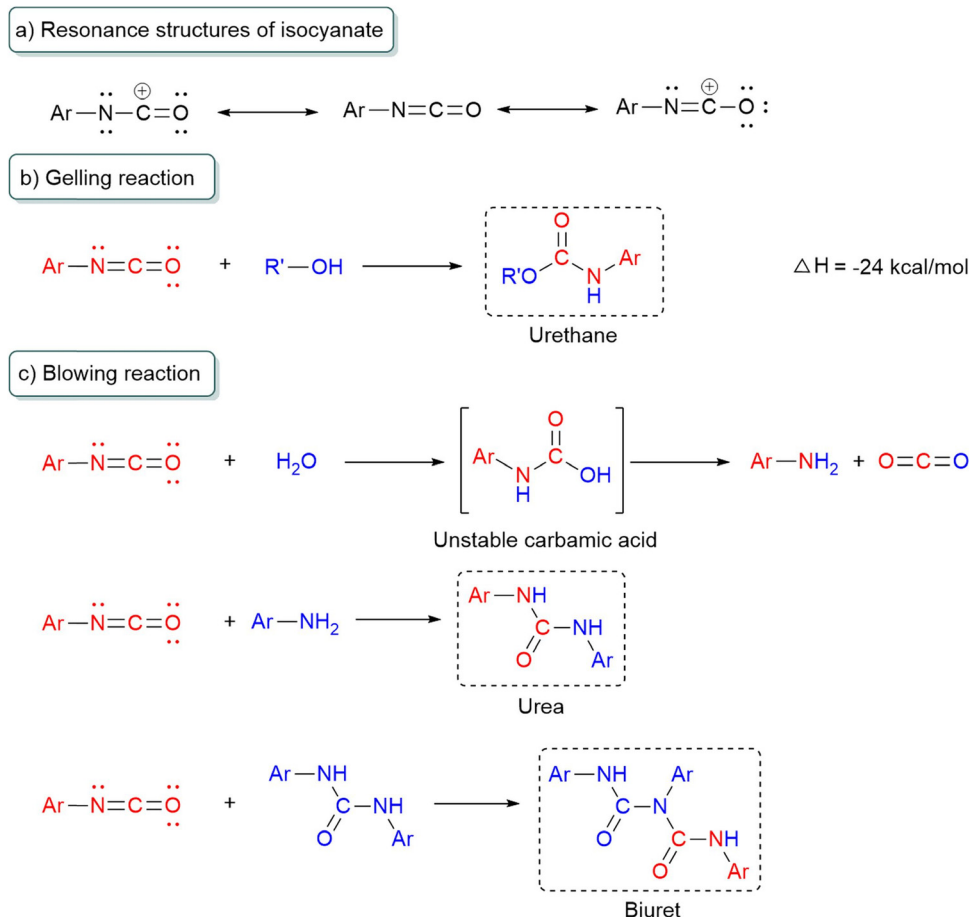 a) Resonance structures of isocyanate
Ar—N—C=O ⟷ Ar—N=C=O ⟷ Ar—N=C—O
⊕ ⊕
b) Gelling reaction
Ar—N=C=O + R'—OH ⟶ O C R'O N H Ar △H = -24 kcal/mol
Urethane
c) Blowing reaction
Ar—N=C=O + H₂O ⟶ [Ar N H C O OH] ⟶ Ar—NH₂ + O=C=O
Unstable carbamic acid
Ar—N=C=O + Ar—NH₂ ⟶ Ar—NH C—NH O Ar
Urea
Ar—N=C=O + Ar—NH C—NH O Ar ⟶ Ar—NH Ar C—N O C—NH O Ar
Biuret